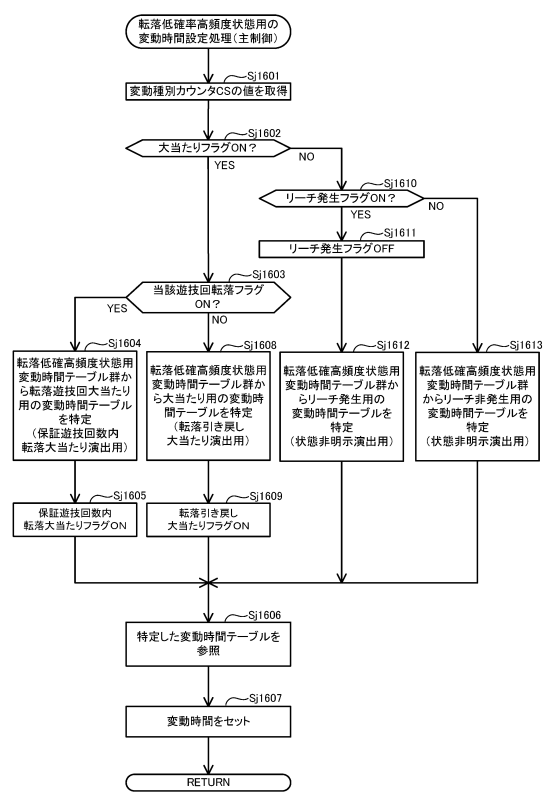 転落低確率高頻度状態用の
変動時間設定処理（主制御）
Sj1601
変動種別カウンタCSの値を取得
Sj1602
大当たりフラグON？
YES
NO
Sj1610
リーチ発生フラグON？
YES
NO
Sj1611
リーチ発生フラグOFF
Sj1603
当該遊技回転落フラグ
ON？
YES
NO
Sj1604
転落低確高頻度状態用
変動時間テーブル群か
ら転落遊技回大当たり
用の変動時間テーブル
を特定
（保証遊技回数内
転落大当たり演出用）
Sj1608
転落低確高頻度状態用
変動時間テーブル群か
ら大当たり用の変動時
間テーブルを特定
（転落引き戻し
大当たり演出用）
Sj1612
転落低確高頻度状態用
変動時間テーブル群か
らリーチ発生用の
変動時間テーブルを
特定
（状態非明示演出用）
Sj1613
転落低確高頻度状態用
変動時間テーブル群
からリーチ非発生用の
変動時間テーブルを
特定
（状態非明示演出用）
Sj1605
保証遊技回数内
転落大当たりフラグON
Sj1609
転落引き戻し
大当たりフラグON
Sj1606
特定した変動時間テーブルを
参照
Sj1607
変動時間をセット
RETURN